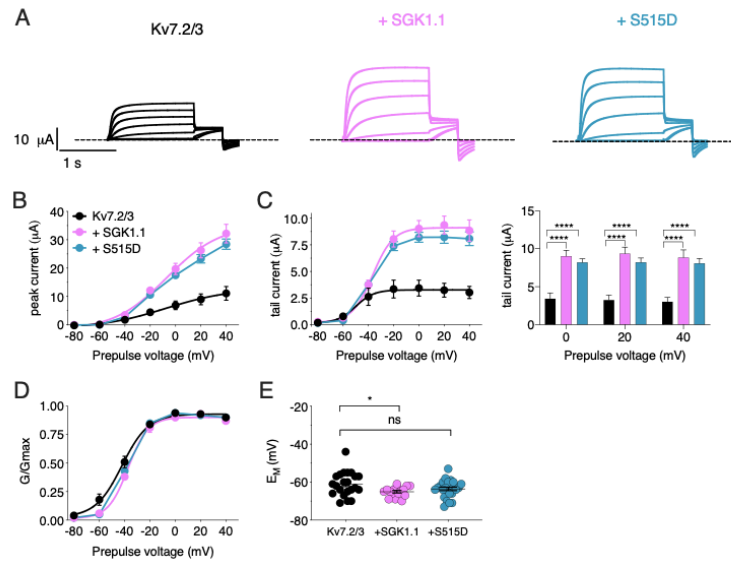 A
Kv7.2/3
+ SGK1.1
+ S515D
10 µA
1 s
B
Kv7.2/3
+ SGK1.1
+ S515D
peak current (µA)
40
30
20
10
0
-80 -60 -40 -20 0 20 40
Prepulse voltage (mV)
C
tail current (µA)
10.0
7.5
5.0
2.5
0.0
-80 -60 -40 -20 0 20 40
Prepulse voltage (mV)
tail current (µA)
15
10
5
0
**** **** ****
**** **** ****
0 20 40
Prepulse voltage (mV)
D
G/Gmax
1.00
0.75
0.50
0.25
0.00
-80 -60 -40 -20 0 20 40
Prepulse voltage (mV)
E
EM (mV)
-20
-40
-60
-80
*
ns
Kv7.2/3 +SGK1.1 +S515D